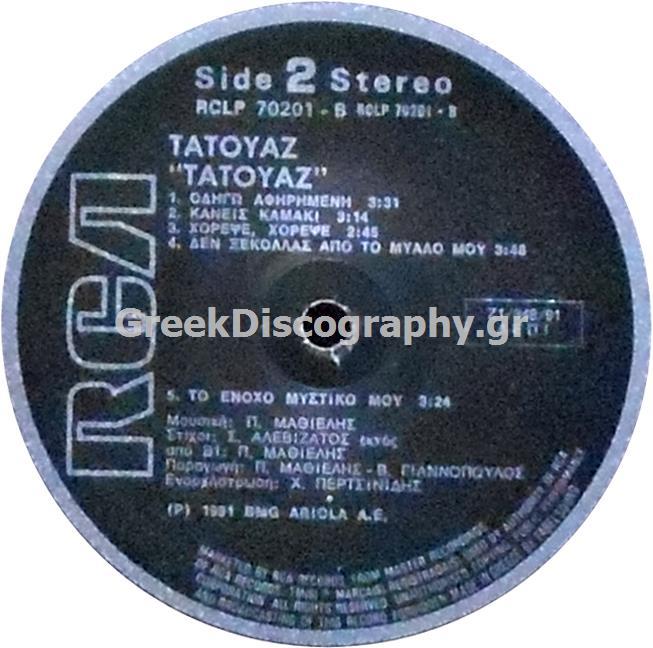 Side 2 Stereo
RCLP 70201 - B RCLP 70201 - B
ΤΑΤΟΥΑΖ
"ΤΑΤΟΥΑΖ"
1. ΟΔΗΓΩ ΑΦΗΡΗΜΕΝΗ 3:31
2. ΚΑΝΕΙΣ ΚΑΜΑΚΙ 3:14
3. ΧΟΡΕΨΕ, ΧΟΡΕΨΕ 2:45
4. ΔΕΝ ΞΕΚΟΛΛΑΣ ΑΠΟ ΤΟ ΜΥΑΛΟ ΜΟΥ 3:48
RCA
GreekDiscography.gr
5. ΤΟ ΕΝΟΧΟ ΜΥΣΤΙΚΟ ΜΟΥ 3:24
Μουσική: Π. ΜΑΘΙΕΛΗΣ
Στίχοι: Σ. ΑΛΕΒΙΖΑΤΟΣ εκτός
από Β1: Π. ΜΑΘΙΕΛΗΣ
Παραγωγή: Π. ΜΑΘΙΕΛΗΣ - Β. ΓΙΑΝΝΟΠΟΥΛΟΣ
Ενορχήστρωση: Χ. ΠΕΡΤΣΙΝΙΔΗΣ
(P) 1991 BMG ARIOLA A.E.